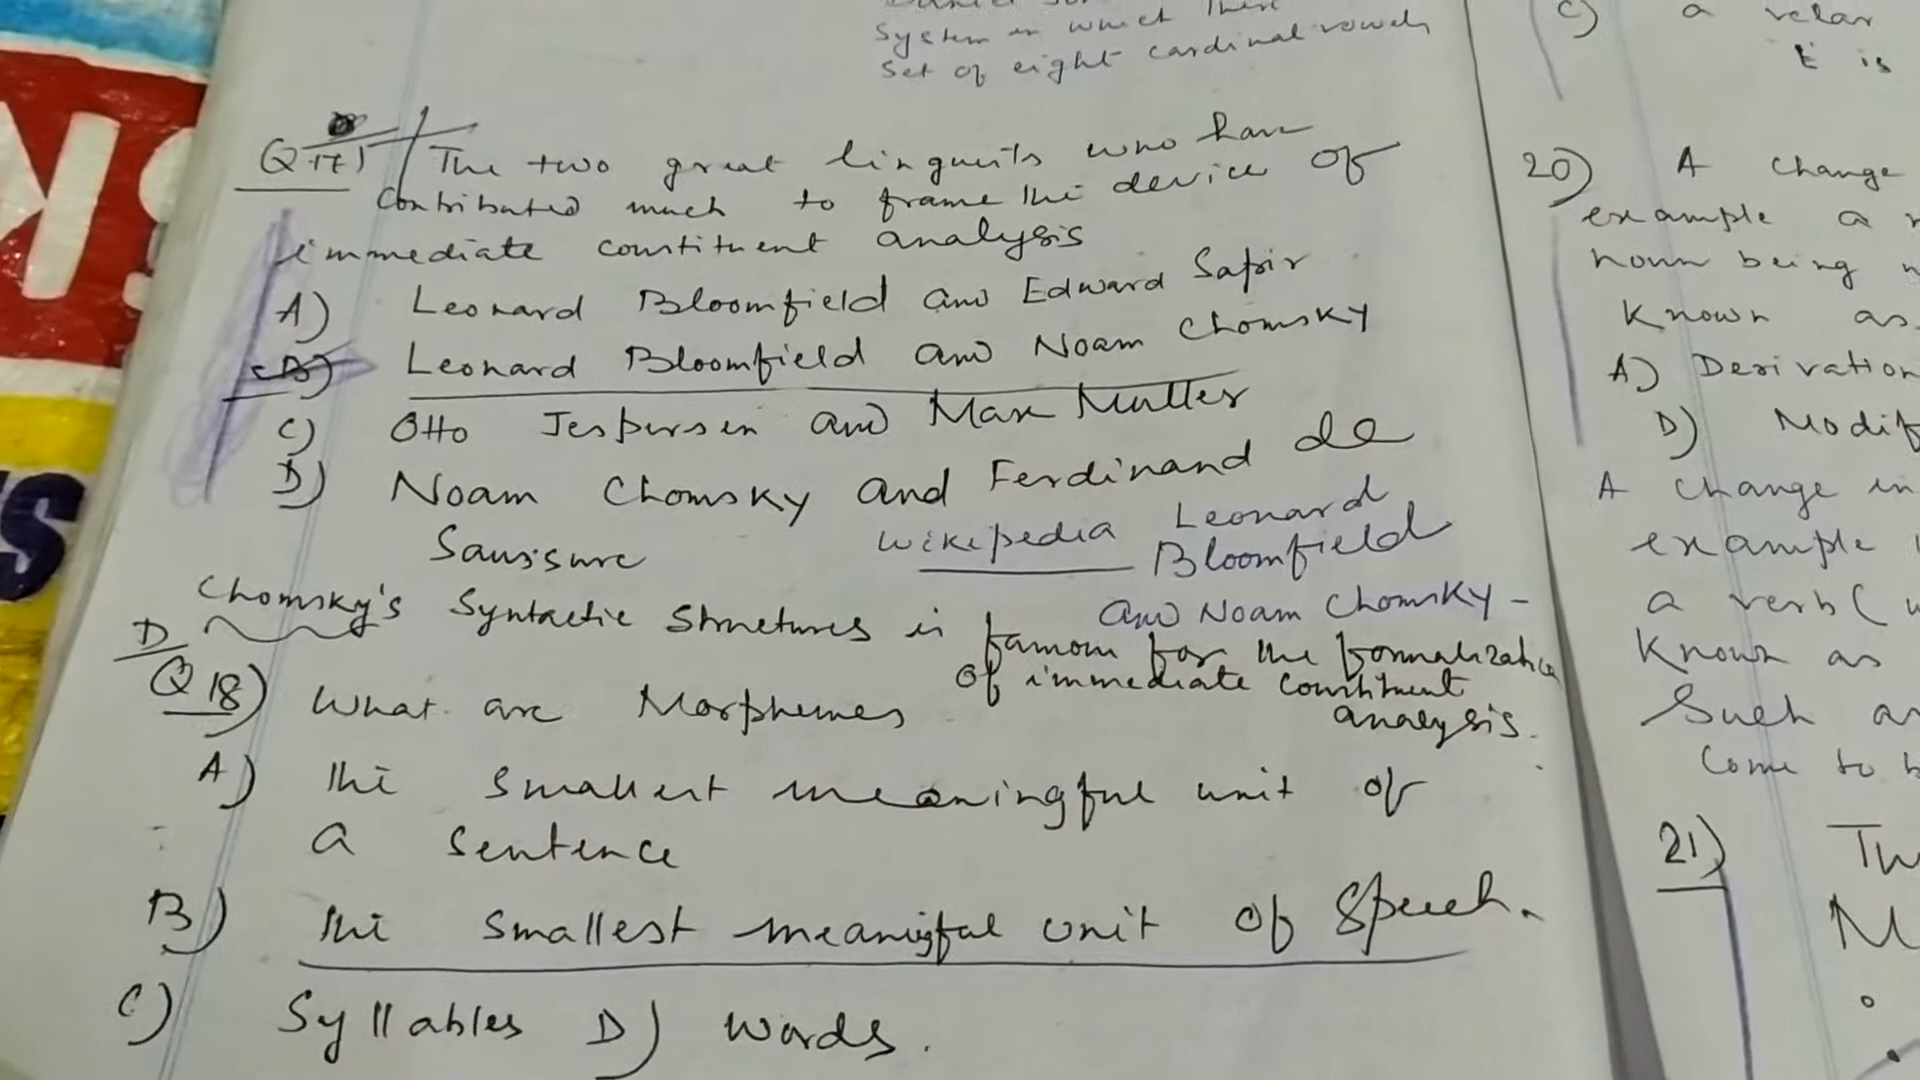 System in which there
Set of eight cardinal vowels
Q 17) The two great linguists who have
contributed much to frame the device of
immediate constituent analysis
A) Leonard Bloomfield and Edward Sapir
B) Leonard Bloomfield and Noam Chomsky
C) Otto Jespersen and Max Muller
D) Noam Chomsky and Ferdinand de
Saussure
Wikipedia Leonard
Bloomfield
and Noam Chomsky -
Chomsky's Syntactic Structures is famous for the formalization
of immediate constituent
analysis.
D
Q 18) What are Morphemes
A) The smallest meaningful unit of
a sentence
B) The smallest meaningful unit of speech.
C) Syllables D) words.
C) a velar
t is
20) A change
example a
noun being
known as
A) Derivation
D) Modif
A change in
example
a verb (
known as
Such
come to b
21) Tw
M
NS
S